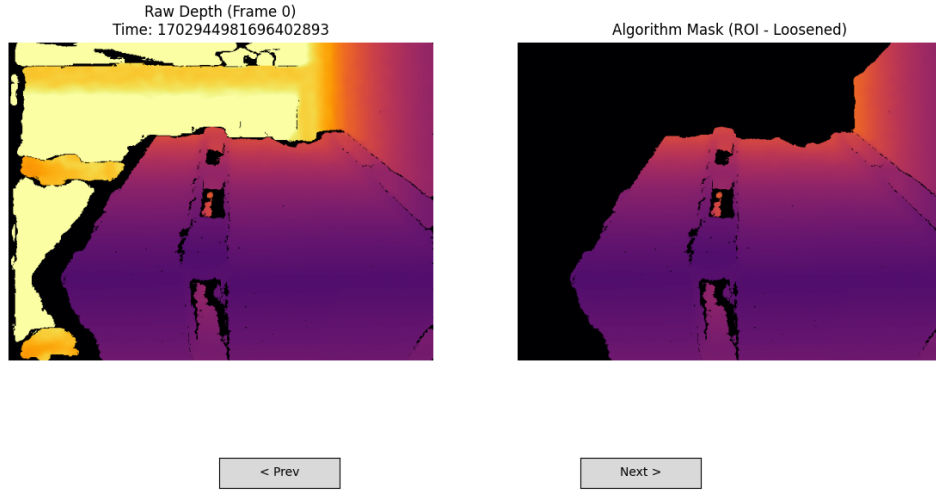 Raw Depth (Frame 0)
Time: 1702944981696402893
Algorithm Mask (ROI - Loosened)
< Prev
Next >